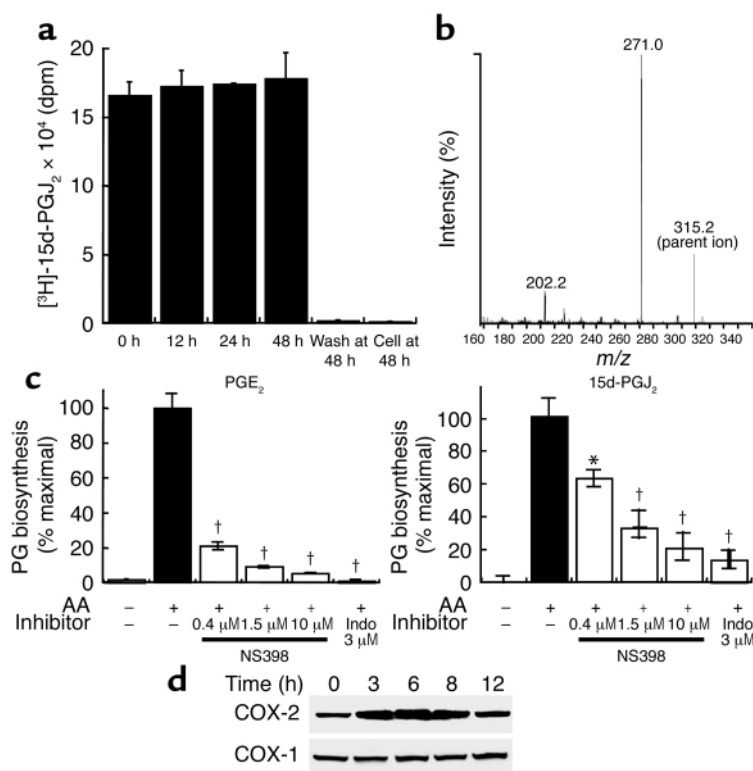 a
[³H]-15d-PGJ₂ × 10⁴ (dpm)
20
15
10
5
0
0 h 12 h 24 h 48 h Wash at 48 h Cell at 48 h
b
Intensity (%)
271.0
315.2
(parent ion)
202.2
160 180 200 220 240 260 280 300 320 340
m/z
c
PGE₂
PG biosynthesis
(% maximal)
100
80
60
40
20
0
† † † †
AA – + + + + +
Inhibitor – – 0.4 μM 1.5 μM 10 μM Indo 3 μM
NS398
15d-PGJ₂
PG biosynthesis
(% maximal)
100
80
60
40
20
0
* † † †
AA – + + + + +
Inhibitor – – 0.4 μM 1.5 μM 10 μM Indo 3 μM
NS398
d
Time (h) 0 3 6 8 12
COX-2
COX-1